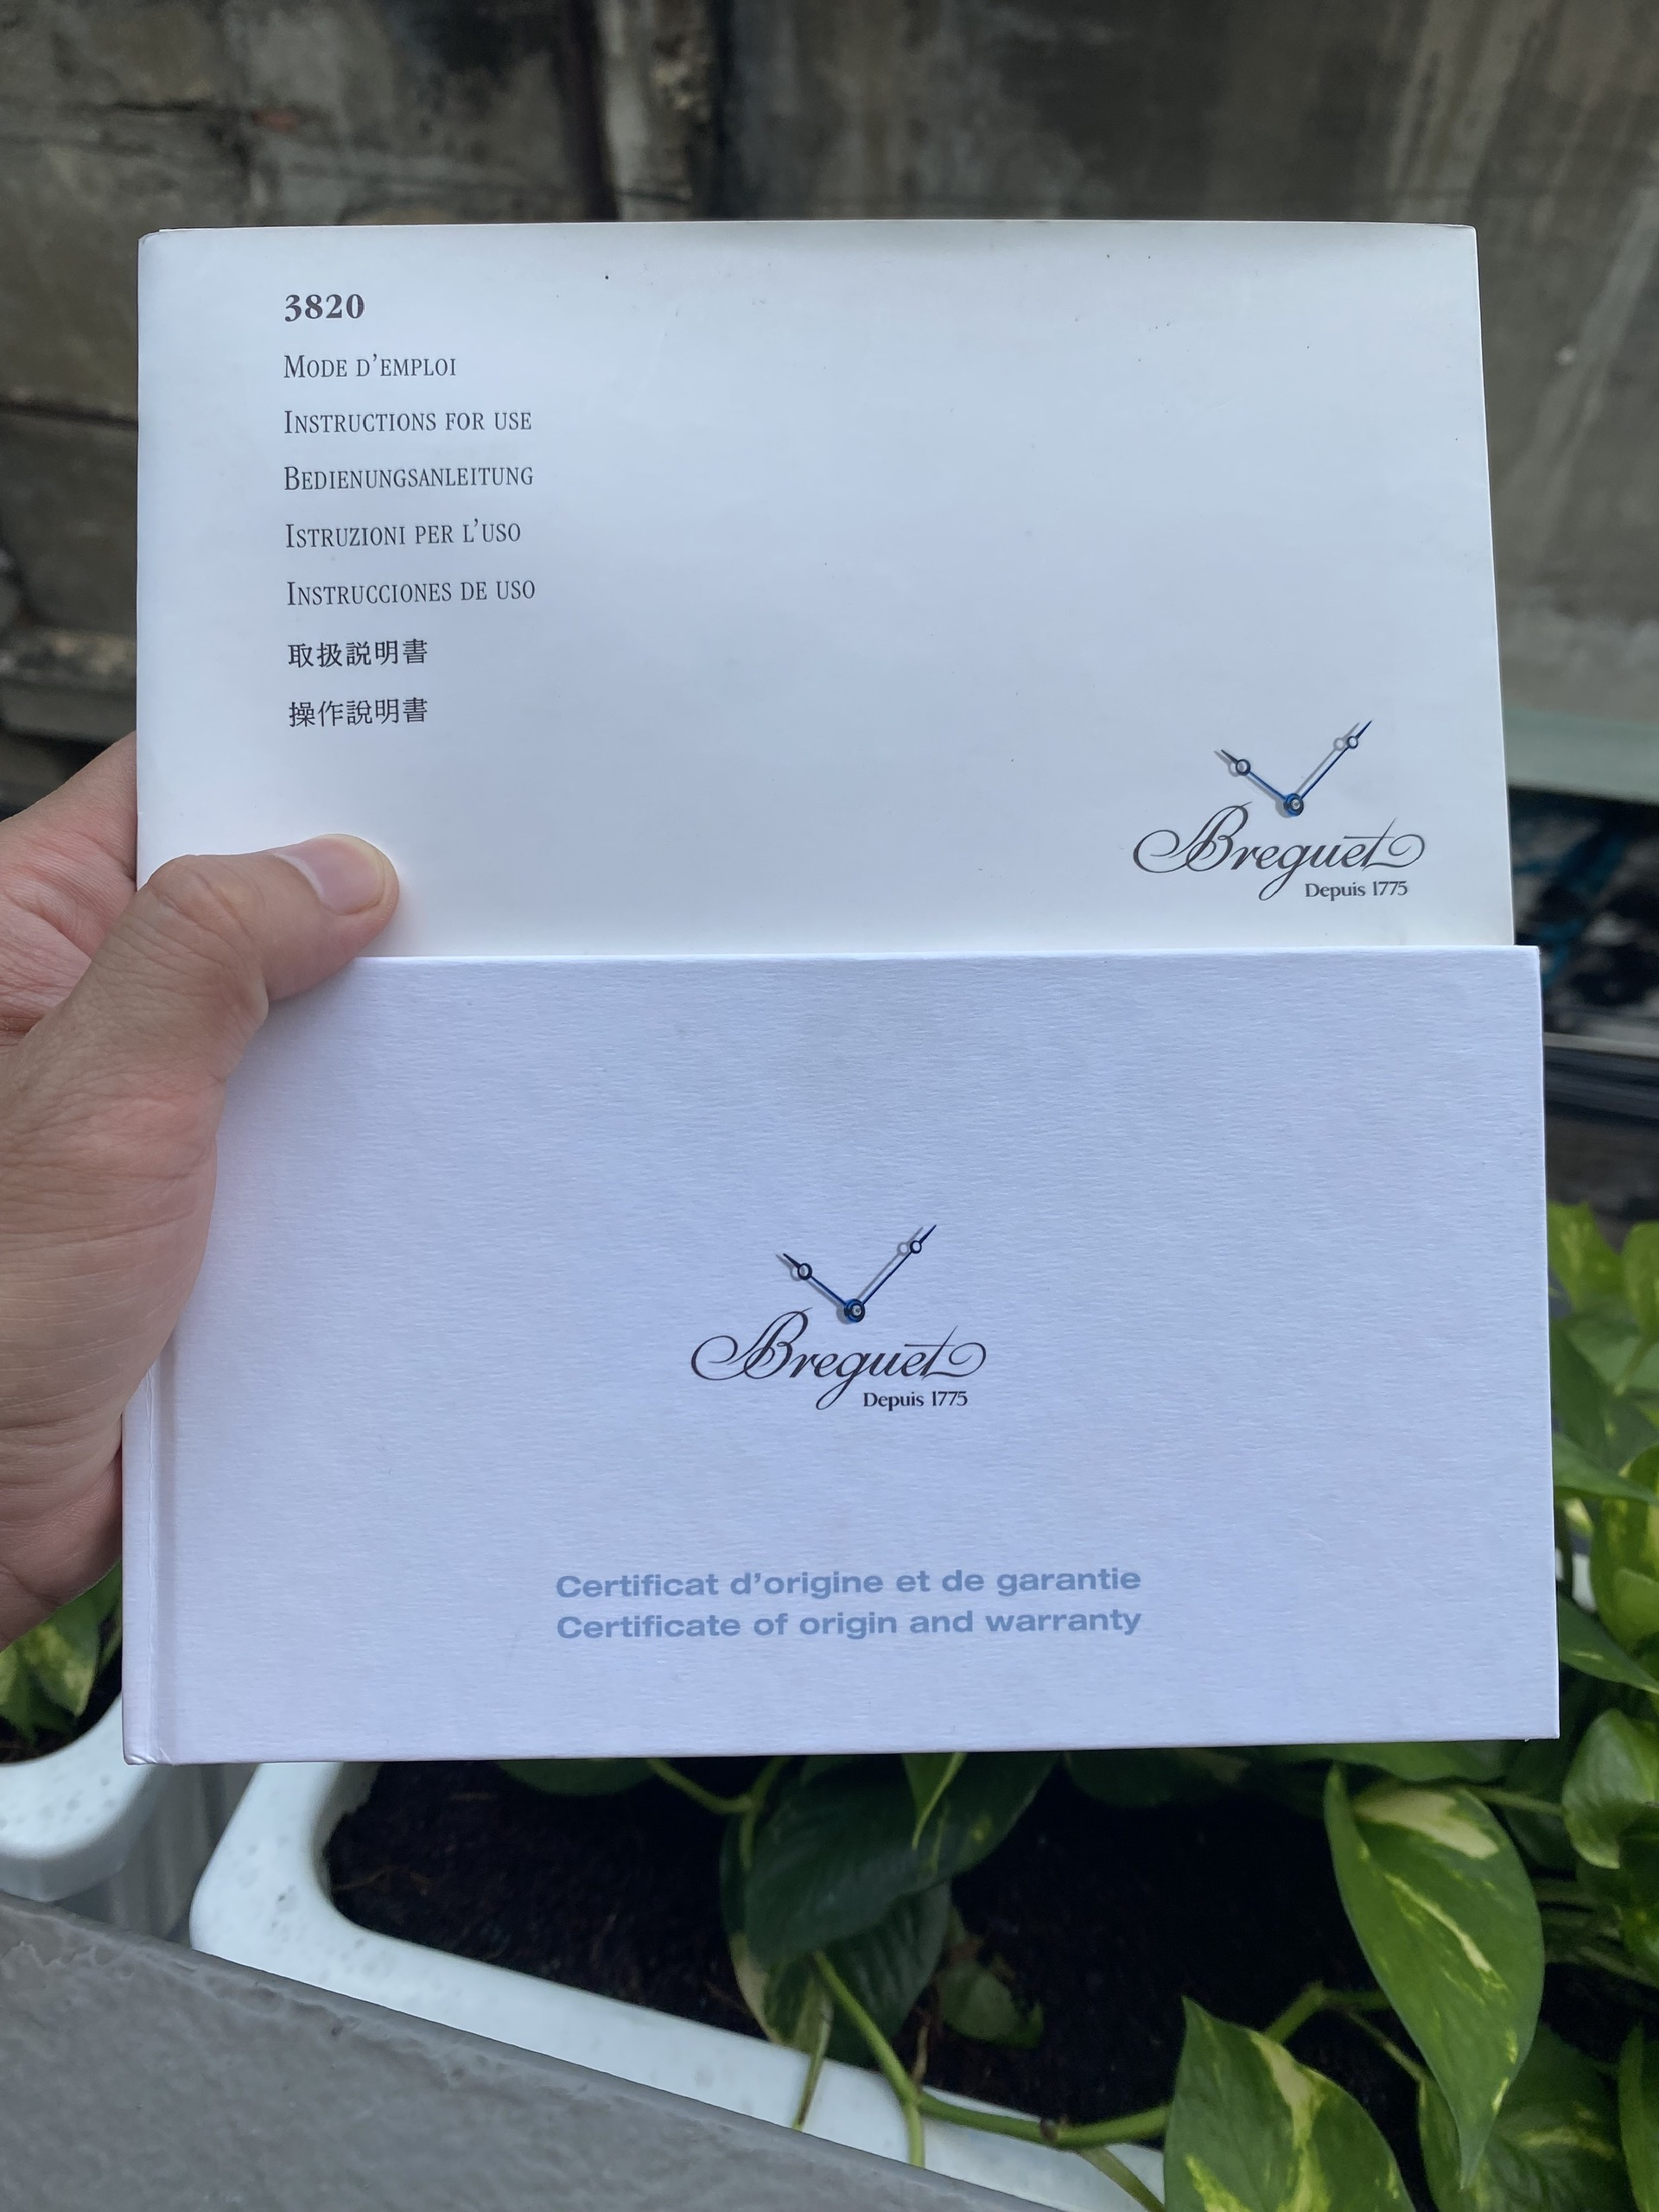 3820
Mode d'emploi
Instructions for use
Bedienungsanleitung
Istruzioni per l'uso
Instrucciones de uso
取扱説明書
操作說明書
Breguet
Depuis 1775
Breguet
Depuis 1775
Certificat d'origine et de garantie
Certificate of origin and warranty